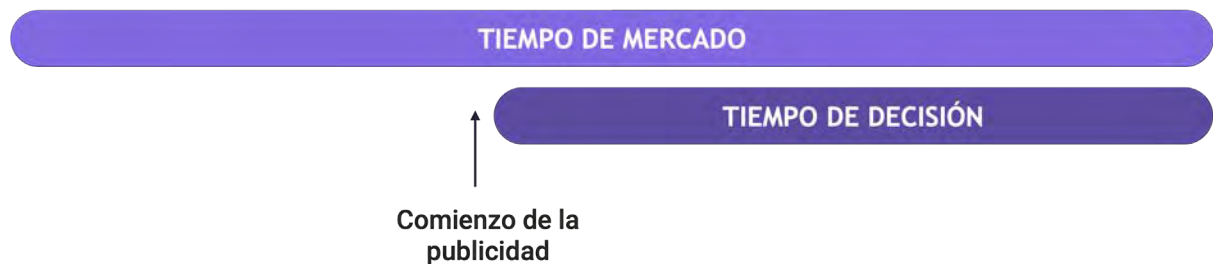 TIEMPO DE MERCADO
TIEMPO DE DECISIÓN
Comienzo de la
publicidad